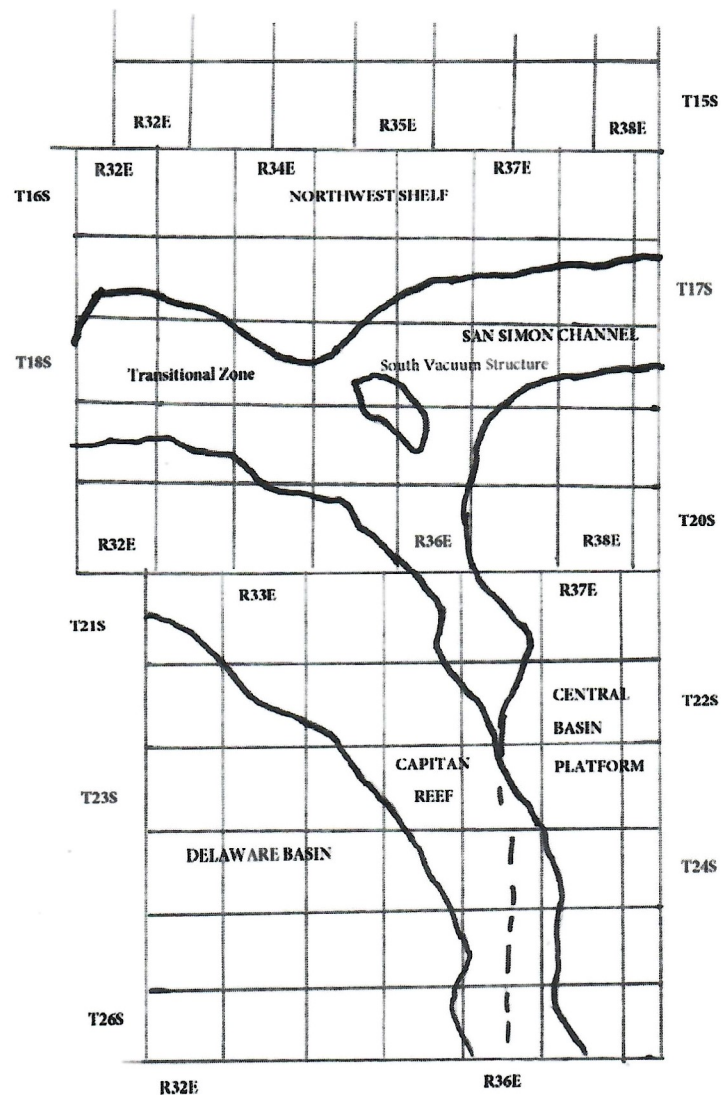 T15S
R32E R35E R38E
R32E R34E R37E
T16S
NORTHWEST SHELF
T17S
SAN SIMON CHANNEL
T18S
Transitional Zone
South Vacuum Structure
T20S
R32E R36E R38E
R33E R37E
T21S
CENTRAL
T22S
BASIN
CAPITAN
PLATFORM
T23S
REEF
DELAWARE BASIN
T24S
T26S
R32E R36E